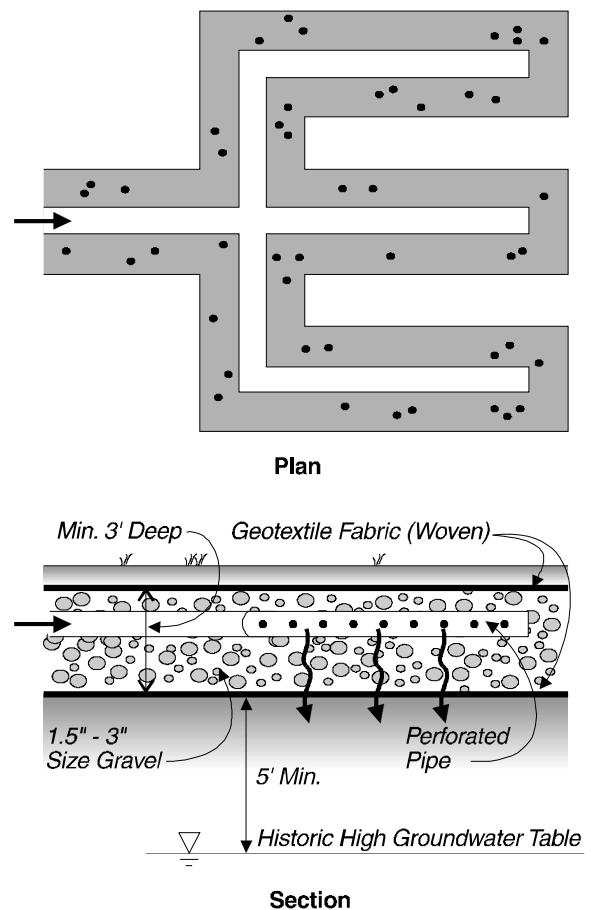 Plan
Min. 3' Deep
Geotextile Fabric (Woven)
1.5" - 3"
Size Gravel
Perforated
Pipe
5' Min.
Historic High Groundwater Table
Section